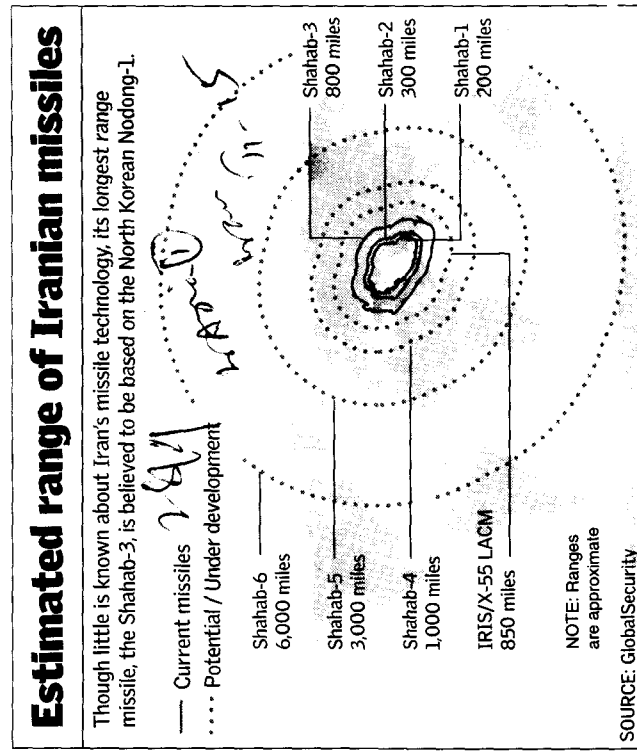 Estimated range of Iranian missiles
Though little is known about Iran's missile technology, its longest range
missile, the Shahab-3, is believed to be based on the North Korean Nodong-1.
Current missiles
Potential / Under development
Shahab-6
6,000 miles
Shahab-5
3,000 miles
Shahab-4
1,000 miles
IRIS/X-55 LACM
850 miles
Shahab-3
800 miles
Shahab-2
300 miles
Shahab-1
200 miles
NOTE: Ranges
are approximate
SOURCE: GlobalSecurity